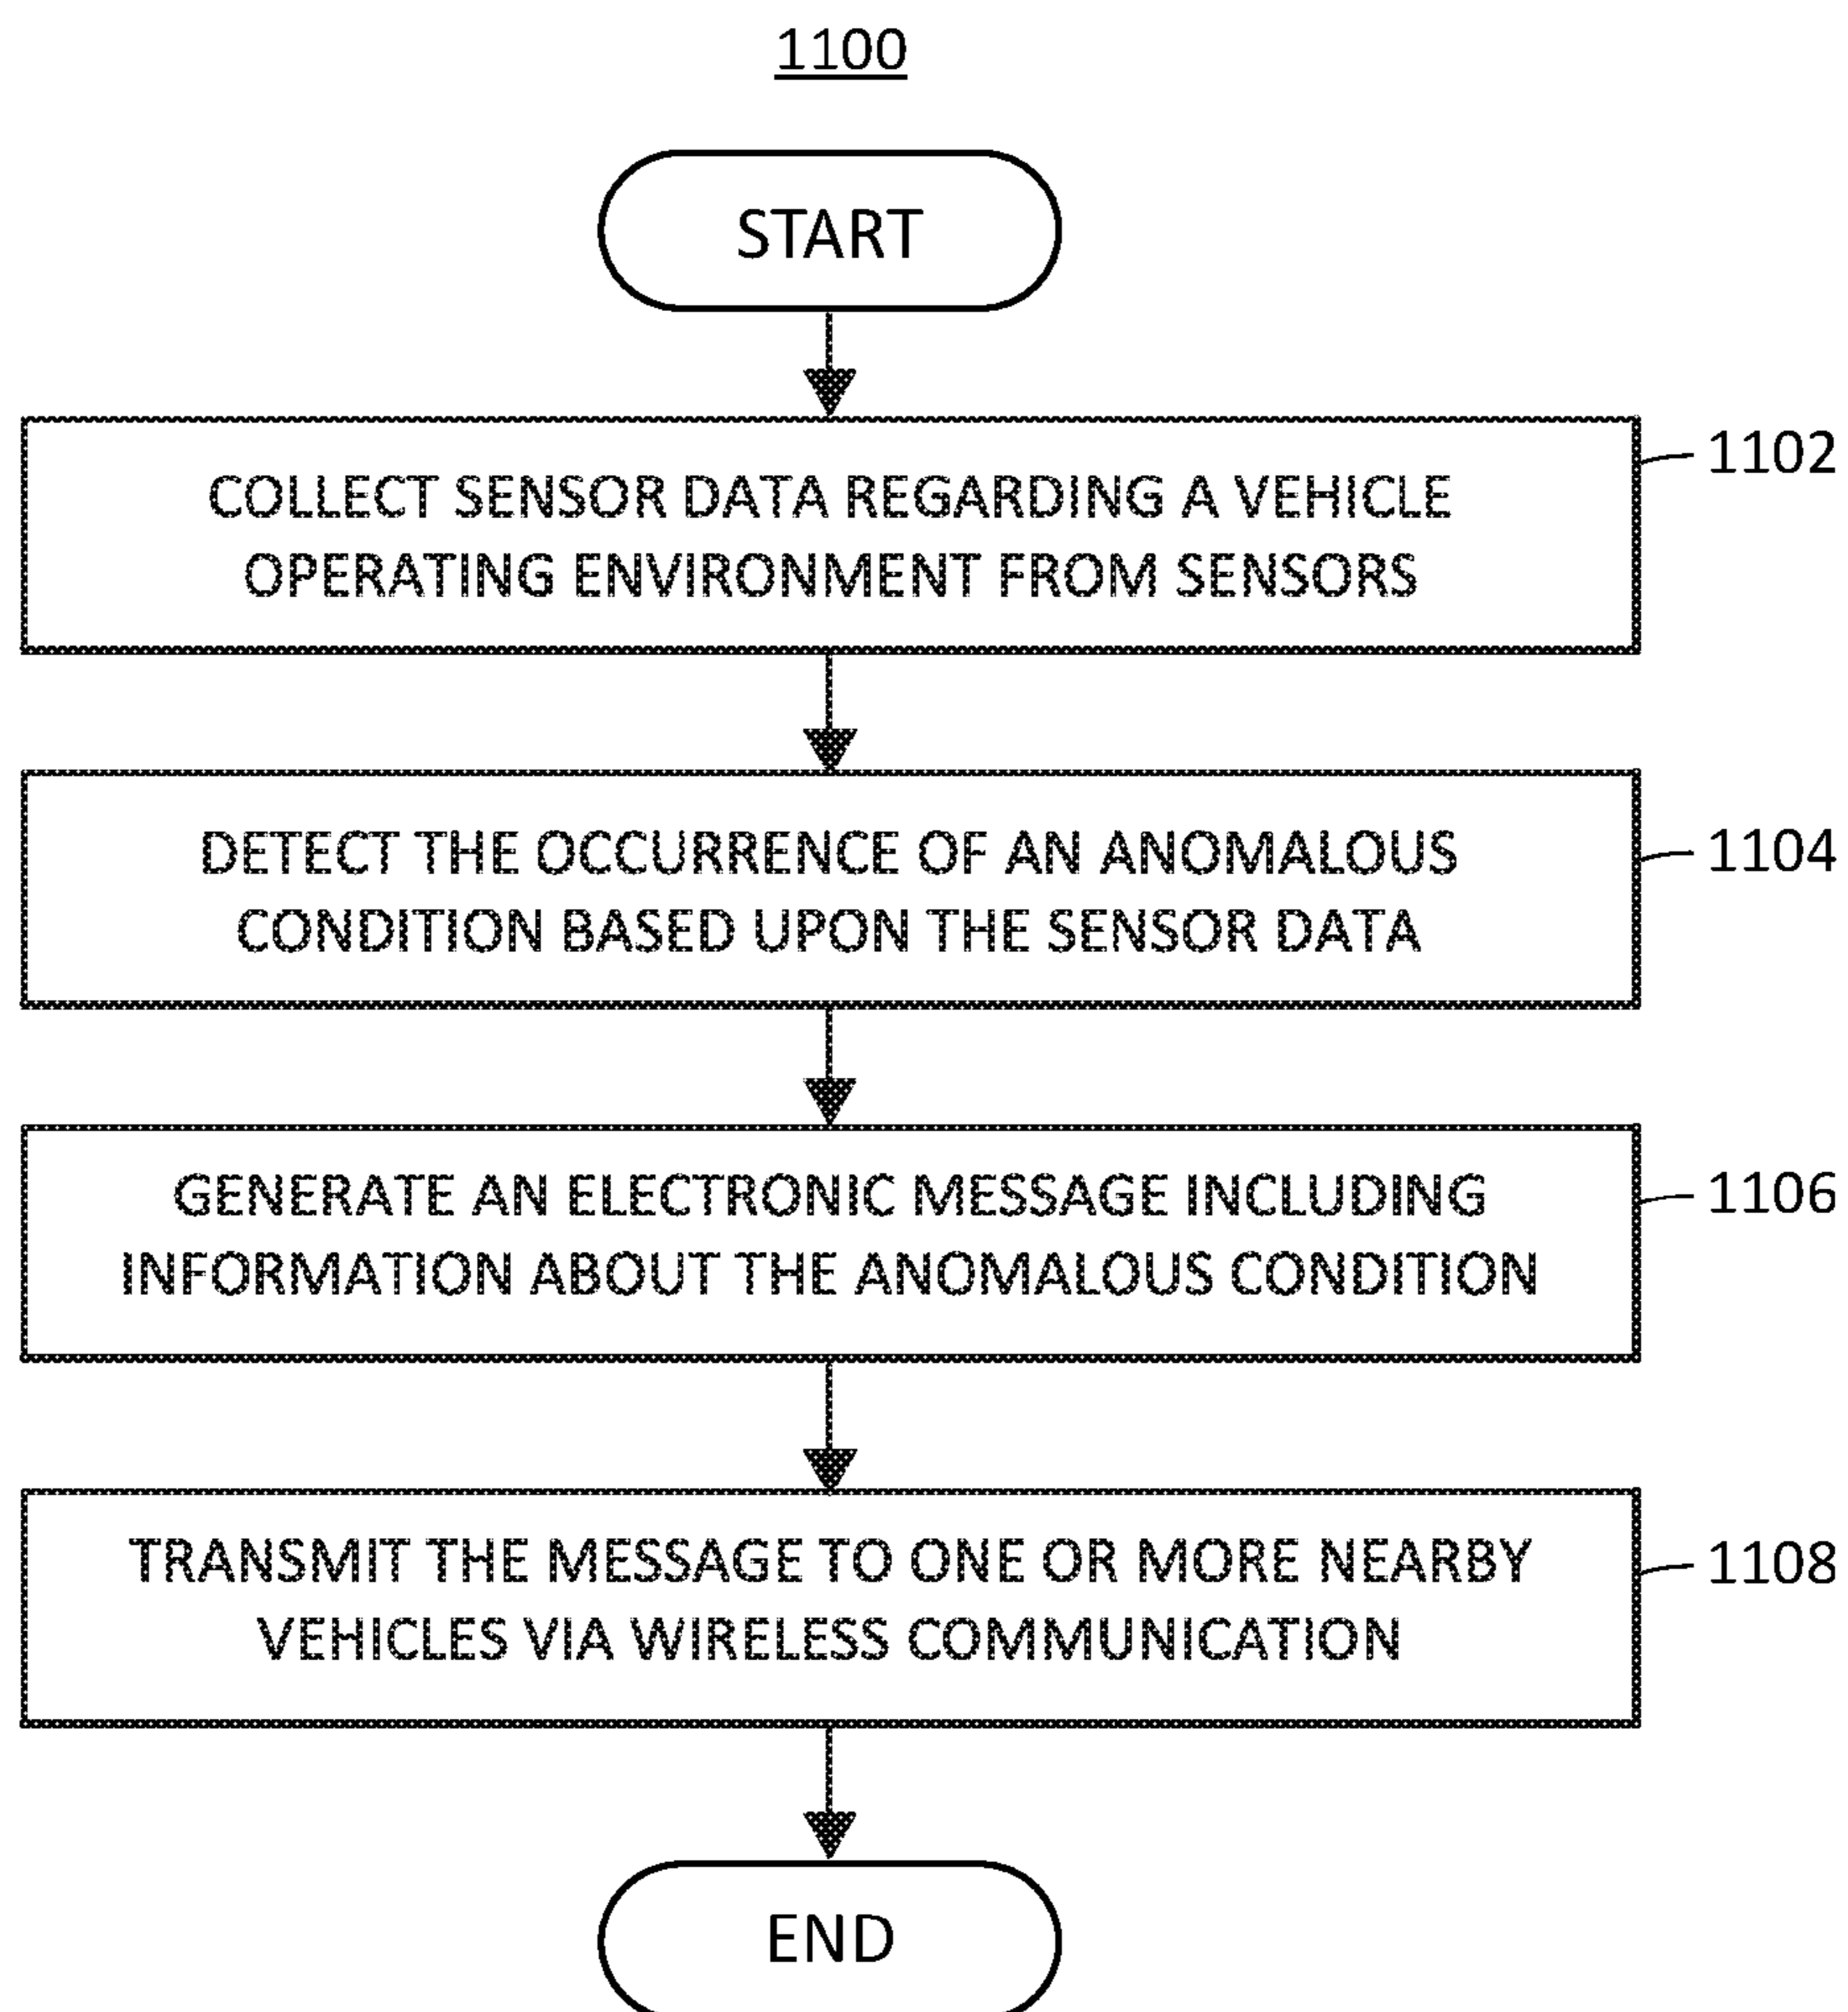 1100
START
COLLECT SENSOR DATA REGARDING A VEHICLE
OPERATING ENVIRONMENT FROM SENSORS
1102
DETECT THE OCCURRENCE OF AN ANOMALOUS
CONDITION BASED UPON THE SENSOR DATA
1104
GENERATE AN ELECTRONIC MESSAGE INCLUDING
INFORMATION ABOUT THE ANOMALOUS CONDITION
1106
TRANSMIT THE MESSAGE TO ONE OR MORE NEARBY
VEHICLES VIA WIRELESS COMMUNICATION
1108
END